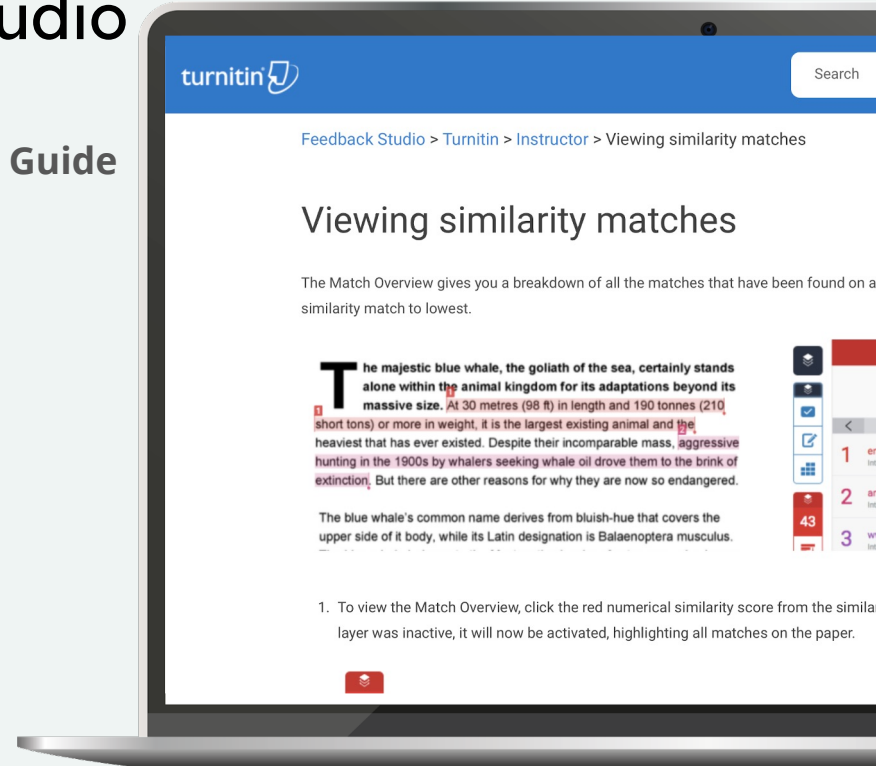 udio
Guide
turnitin
Search
Feedback Studio > Turnitin > Instructor > Viewing similarity matches
Viewing similarity matches
The Match Overview gives you a breakdown of all the matches that have been found on a
similarity match to lowest.
The majestic blue whale, the goliath of the sea, certainly stands
alone within the animal kingdom for its adaptations beyond its
massive size. At 30 metres (98 ft) in length and 190 tonnes (210
short tons) or more in weight, it is the largest existing animal and the
heaviest that has ever existed. Despite their incomparable mass, aggressive
hunting in the 1900s by whalers seeking whale oil drove them to the brink of
extinction. But there are other reasons for why they are now so endangered.
The blue whale's common name derives from bluish-hue that covers the
upper side of it body, while its Latin designation is Balaenoptera musculus.
1
1
2
1
2
43
3
1. To view the Match Overview, click the red numerical similarity score from the simila
layer was inactive, it will now be activated, highlighting all matches on the paper.